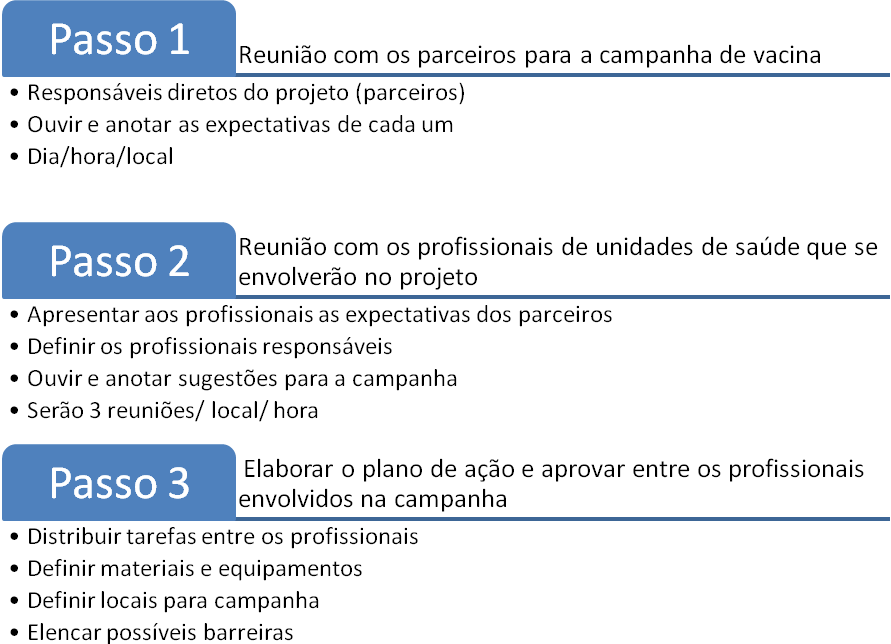 Passo 1
Reunião com os parceiros para a campanha de vacina
• Responsáveis diretos do projeto (parceiros)
• Ouvir e anotar as expectativas de cada um
• Dia/hora/local
Passo 2
Reunião com os profissionais de unidades de saúde que se
envolverão no projeto
• Apresentar aos profissionais as expectativas dos parceiros
• Definir os profissionais responsáveis
• Ouvir e anotar sugestões para a campanha
• Serão 3 reuniões/ local/ hora
Passo 3
Elaborar o plano de ação e aprovar entre os profissionais
envolvidos na campanha
• Distribuir tarefas entre os profissionais
• Definir materiais e equipamentos
• Definir locais para campanha
• Elencar possíveis barreiras